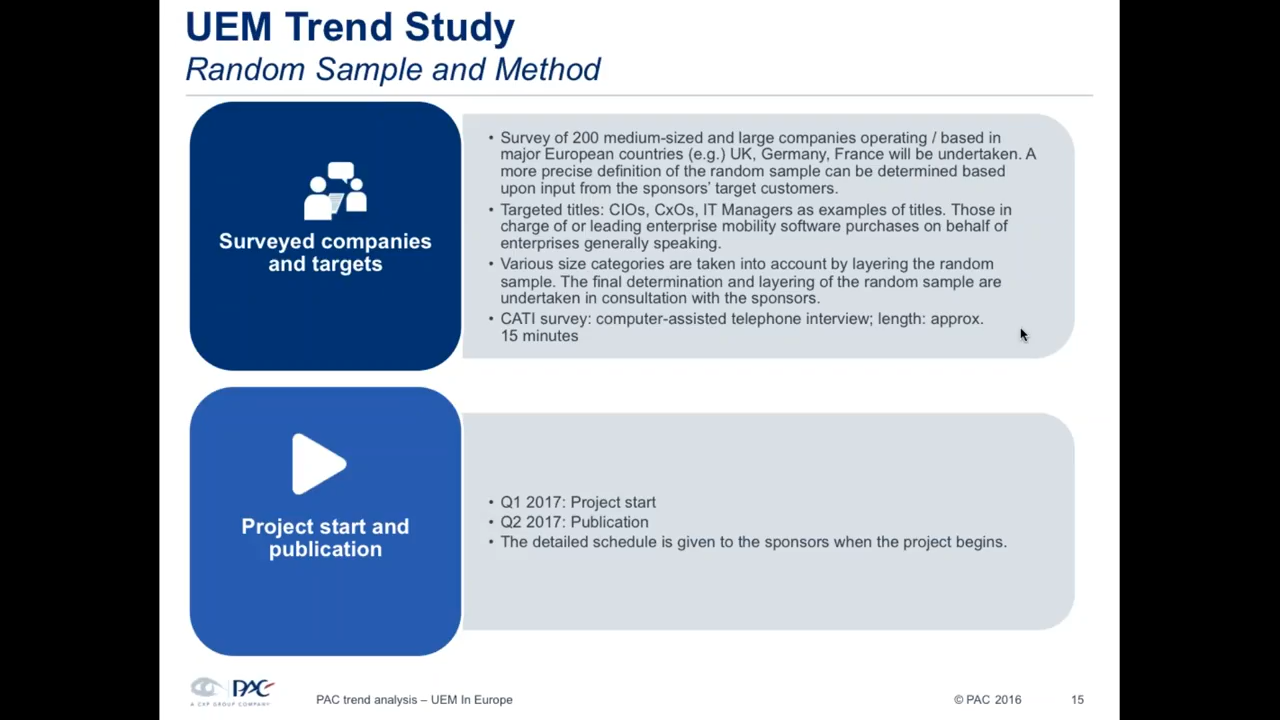 UEM Trend Study
Random Sample and Method
Surveyed companies
and targets
• Survey of 200 medium-sized and large companies operating / based in
major European countries (e.g.) UK, Germany, France will be undertaken. A
more precise definition of the random sample can be determined based
upon input from the sponsors’ target customers.
• Targeted titles: CIOs, CxOs, IT Managers as examples of titles. Those in
charge of or leading enterprise mobility software purchases on behalf of
enterprises generally speaking.
• Various size categories are taken into account by layering the random
sample. The final determination and layering of the random sample are
undertaken in consultation with the sponsors.
• CATI survey: computer-assisted telephone interview; length: approx.
15 minutes
Project start and
publication
• Q1 2017: Project start
• Q2 2017: Publication
• The detailed schedule is given to the sponsors when the project begins.
PAC
A CXP GROUP COMPANY
PAC trend analysis – UEM In Europe
© PAC 2016
15